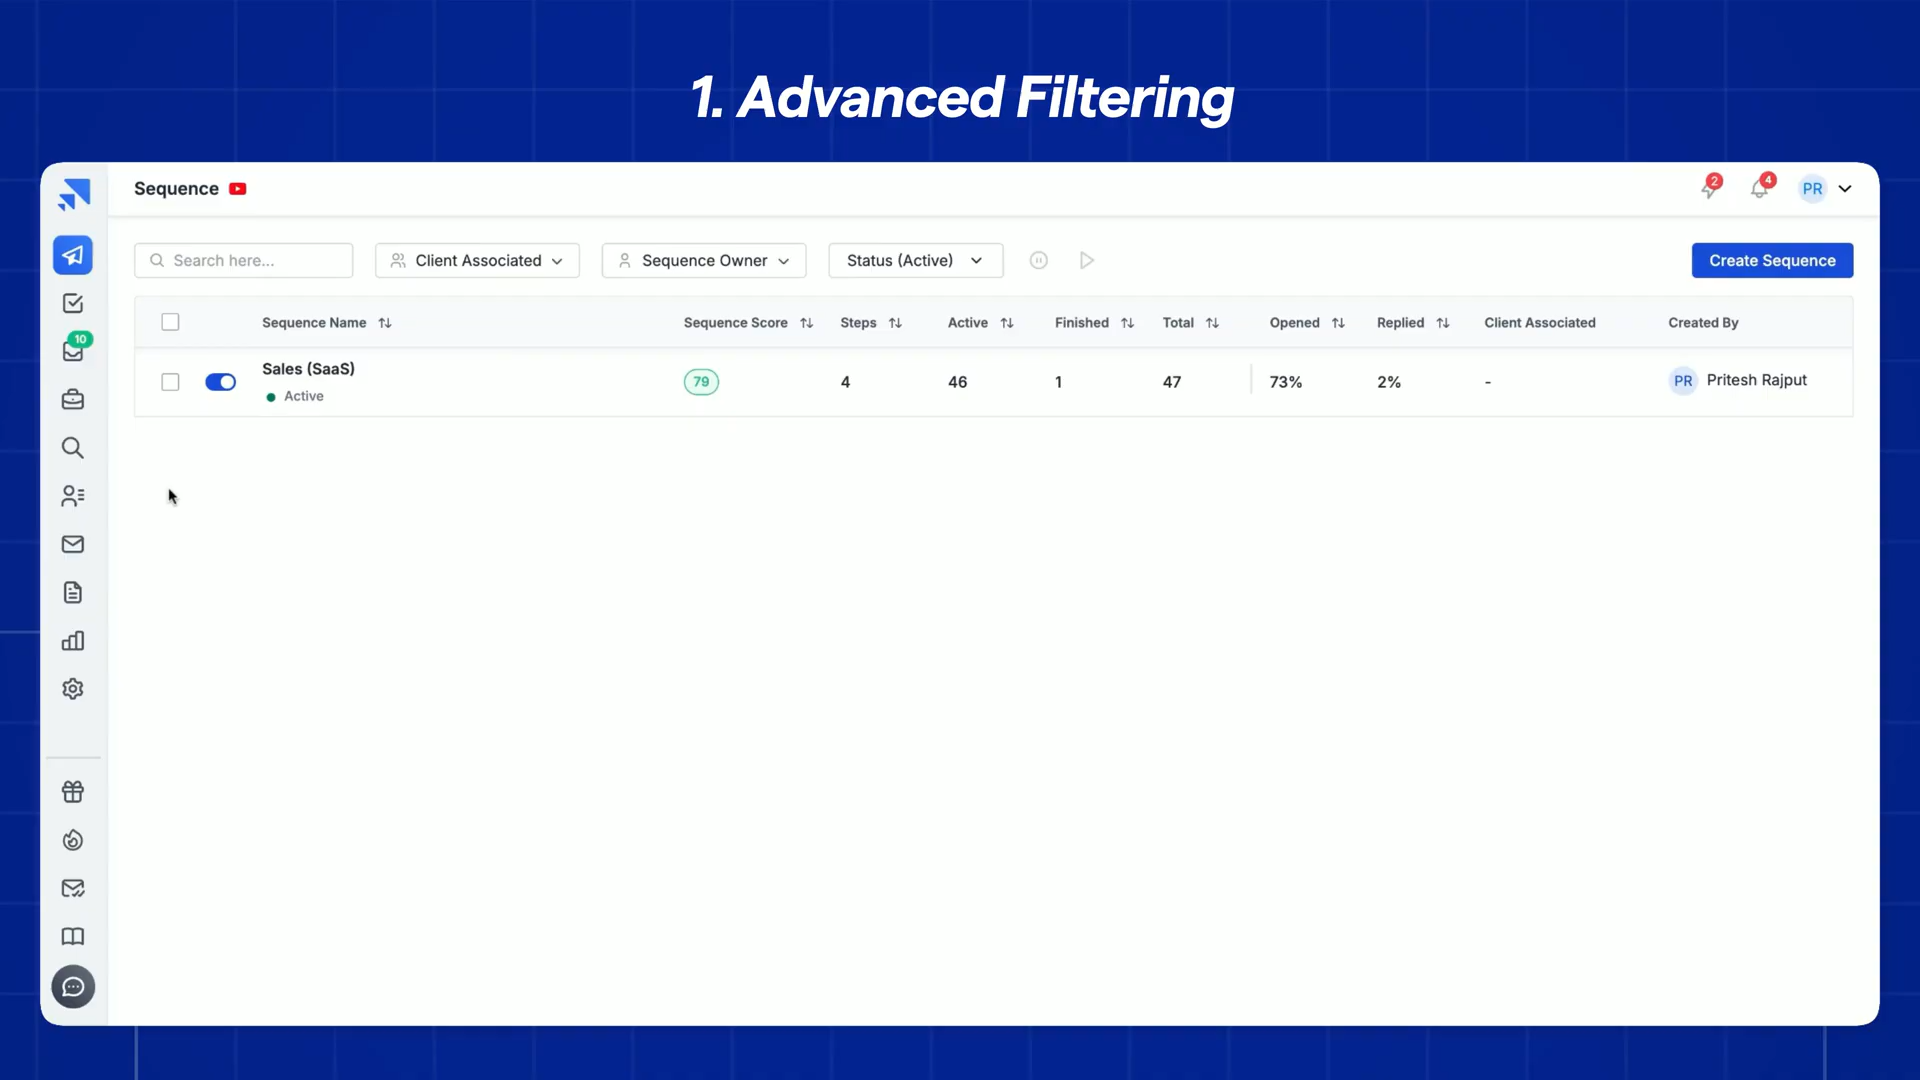 1. Advanced Filtering
Sequence
2
4
PR
Search here...
Client Associated
Sequence Owner
Status (Active)
Create Sequence
Sequence Name
Sequence Score
Steps
Active
Finished
Total
Opened
Replied
Client Associated
Created By
Sales (SaaS)
Active
79
4
46
1
47
73%
2%
-
PR
Pritesh Rajput
10